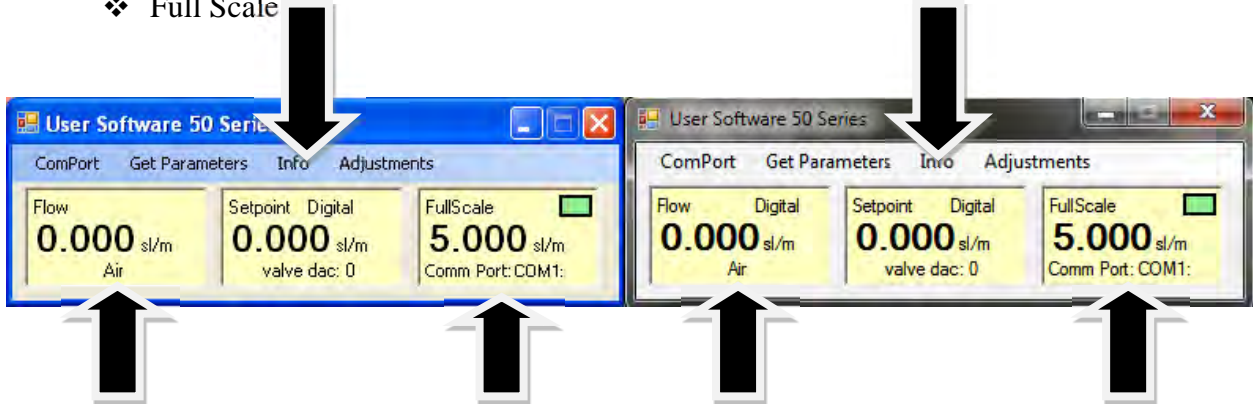 ❖ Full Scale
User Software 50 Series
ComPort Get Parameters Info Adjustments
Flow
0.000 sl/m
Air
Setpoint Digital
0.000 sl/m
valve dac: 0
FullScale
5.000 sl/m
Comm Port: COM1:
User Software 50 Series
ComPort Get Parameters Info Adjustments
Flow Digital
0.000 sl/m
Air
Setpoint Digital
0.000 sl/m
valve dac: 0
FullScale
5.000 sl/m
Comm Port: COM1: